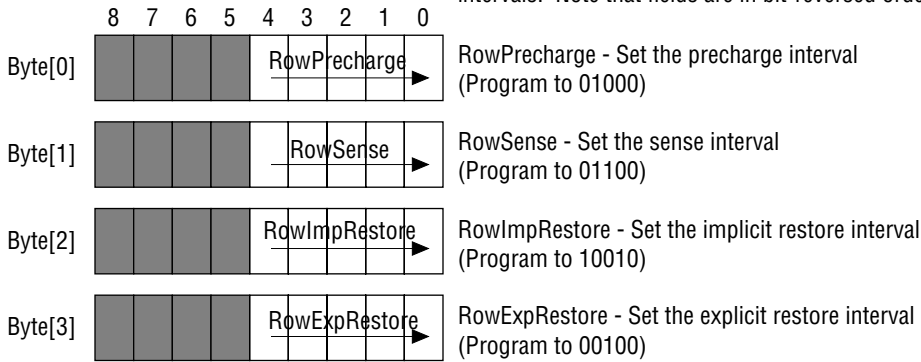 intervals. Note that fields are in bit-reversed
8 7 6 5 4 3 2 1 0
Byte[0]
RowPrecharge
RowPrecharge - Set the precharge interval
(Program to 01000)
Byte[1]
RowSense
RowSense - Set the sense interval
(Program to 01100)
Byte[2]
RowImpRestore
RowImpRestore - Set the implicit restore interval
(Program to 10010)
Byte[3]
RowExpRestore
RowExpRestore - Set the explicit restore interval
(Program to 00100)